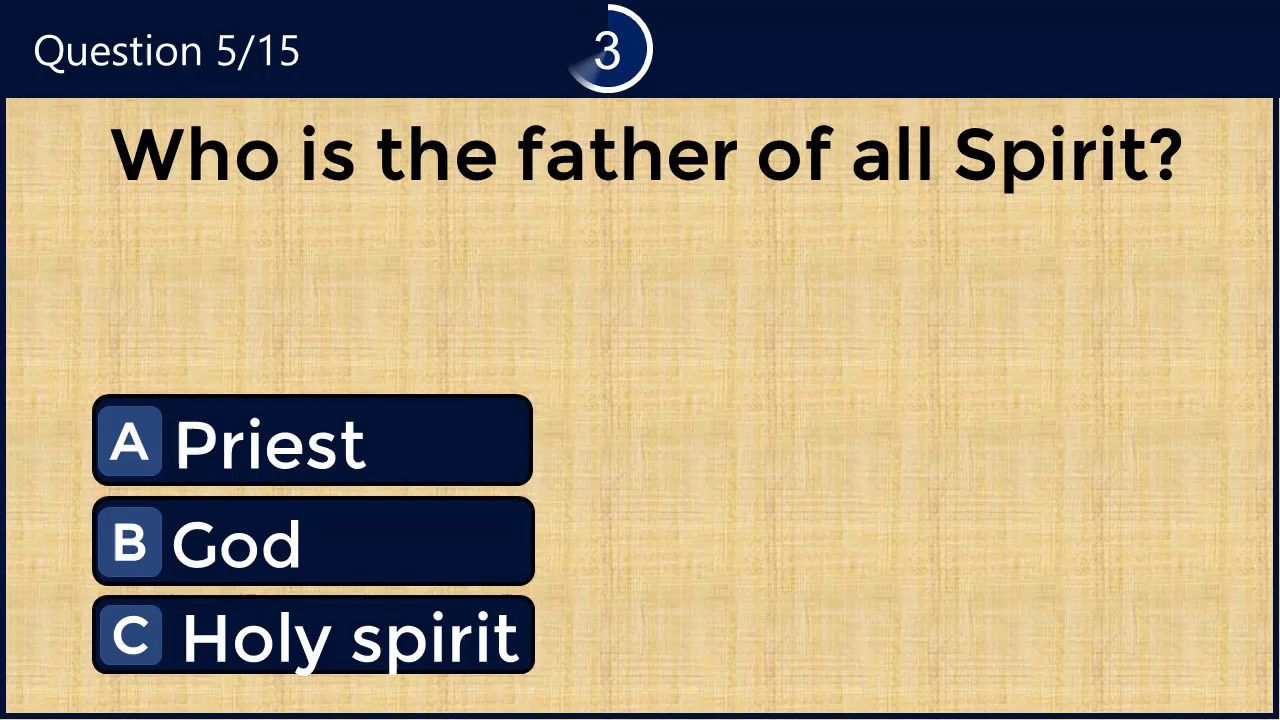 Question 5/15
3
Who is the father of all Spirit?
A Priest
B God
C Holy spirit